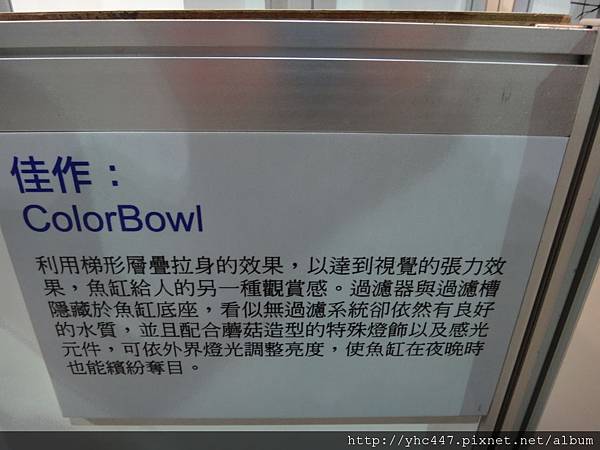 佳作：
ColorBowl
利用梯形層疊拉身的效果，以達到視覺的張力效
果，魚缸給人的另一種觀賞感。過濾器與過濾槽
隱藏於魚缸底座，看似無過濾系統卻依然有良好
的水質，並且配合蘑菇造型的特殊燈飾以及感光
元件，可依外界燈光調整亮度，使魚缸在夜晚時
也能繽紛奪目。
http://yhc447.pixnet.net/album